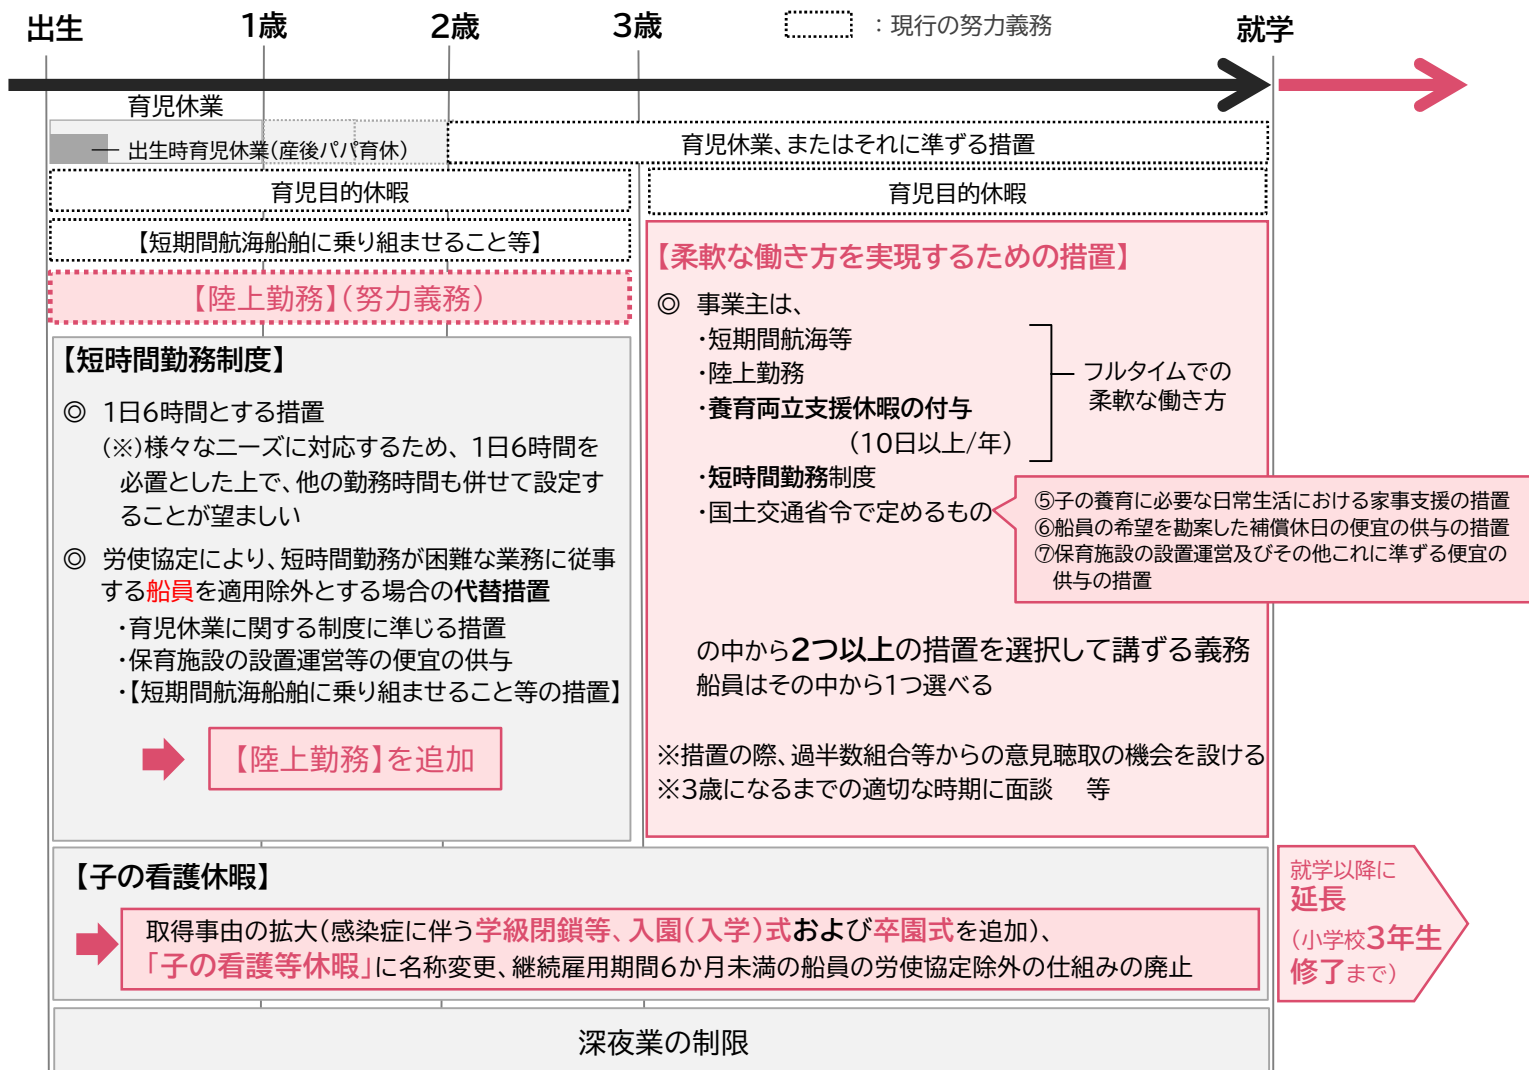 出生
1歳
2歳
3歳
：現行の努力義務
就学
育児休業
出生時育児休業(産後パパ育休)
育児休業、またはそれに準ずる措置
育児目的休暇
育児目的休暇
【短期間航海船舶に乗り組ませること等】
【陸上勤務】(努力義務)
【短時間勤務制度】
◎ 1日6時間とする措置
(※)様々なニーズに対応するため、1日6時間を
必置とした上で、他の勤務時間も併せて設定す
ることが望ましい
◎ 労使協定により、短時間勤務が困難な業務に従事
する船員を適用除外とする場合の代替措置
・育児休業に関する制度に準じる措置
・保育施設の設置運営等の便宜の供与
・【短期間航海船舶に乗り組ませること等の措置】
【陸上勤務】を追加
【柔軟な働き方を実現するための措置】
◎ 事業主は、
・短期間航海等
・陸上勤務
・養育両立支援休暇の付与
(10日以上/年)
・短時間勤務制度
・国土交通省令で定めるもの
フルタイムでの
柔軟な働き方
⑤子の養育に必要な日常生活における家事支援の措置
⑥船員の希望を勘案した補償休日の便宜の供与の措置
⑦保育施設の設置運営及びその他これに準ずる便宜の
供与の措置
の中から2つ以上の措置を選択して講ずる義務
船員はその中から1つ選べる
※措置の際、過半数組合等からの意見聴取の機会を設ける
※3歳になるまでの適切な時期に面談 等
【子の看護休暇】
取得事由の拡大(感染症に伴う学級閉鎖等、入園(入学)式および卒園式を追加)、
「子の看護等休暇」に名称変更、継続雇用期間6か月未満の船員の労使協定除外の仕組みの廃止
就学以降に
延長
(小学校3年生
修了まで)
深夜業の制限